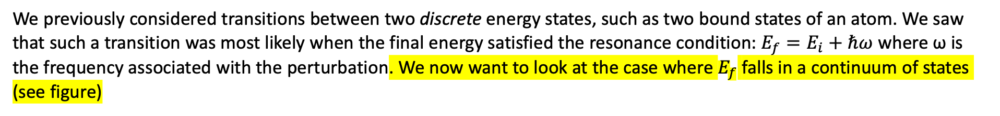 We previously considered transitions between two discrete energy states, such as two bound states of an atom. We saw
that such a transition was most likely when the final energy satisfied the resonance condition: E_f = E_i + ħω where ω is
the frequency associated with the perturbation. We now want to look at the case where E_f falls in a continuum of states
(see figure)